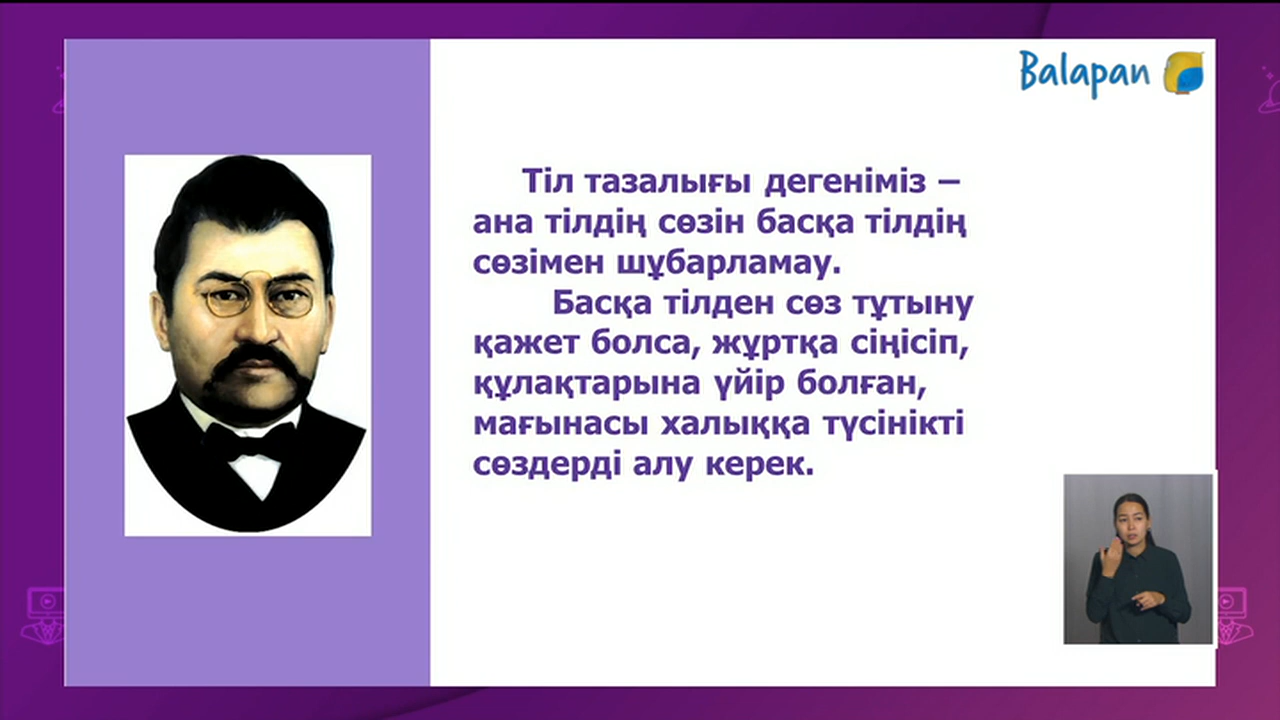 Balapan
Тіл тазалығы дегеніміз –
ана тілдің сөзін басқа тілдің
сөзімен шұбарламау.
Басқа тілден сөз тұтыну
қажет болса, жұртқа сіңісіп,
құлақтарына үйір болған,
мағынасы халыққа түсінікті
сөздерді алу керек.